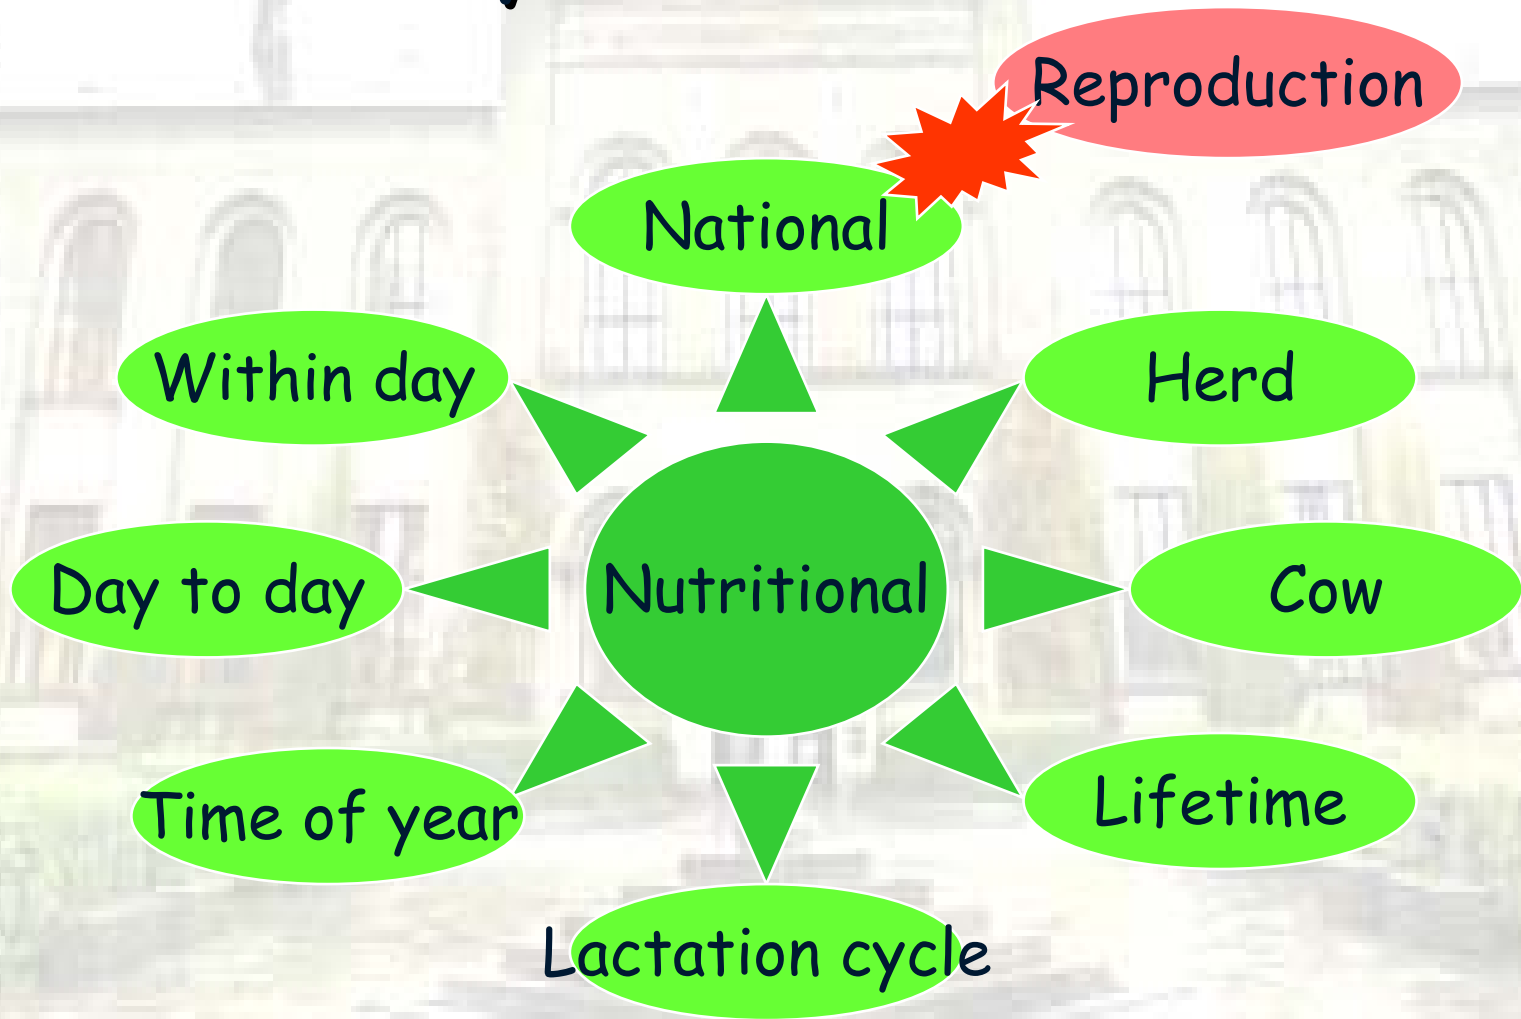 Reproduction
National
Within day
Herd
Day to day
Nutritional
Cow
Time of year
Lifetime
Lactation cycle